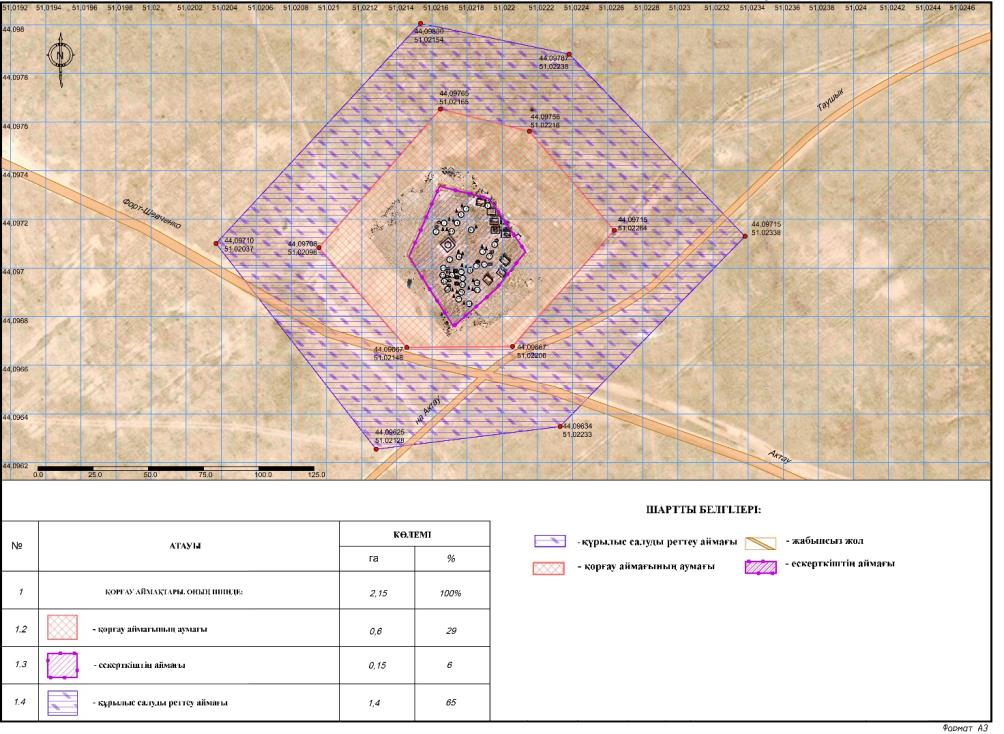 51,0192 51,0194 51,0196 51,0198 51,02 51,0202 51,0204 51,0206 51,0208 51,021 51,0212 51,0214 51,0216 51,0218 51,022 51,0222 51,0224 51,0226 51,0228 51,023 51,0232 51,0234 51,0236 51,0238 51,024 51,0242 51,0244 51,0246
44,098
51,02154
44,09787
51,02238
N
44,0978
44,09765
51,02165
Таушык
44,0976
44,09758
51,02216
44,0974
Форт-Шевченко
44,0972
44,09715
51,02264
44,09715
51,02338
44,09710
51,02037
44,097
44,0968
44,09667
51,02148
44,09667
51,02206
44,0966
на Актау
44,0964
44,09634
51,02233
44,09625
51,02128
Актау
44,0962
0.0 25.0 50.0 75.0 100.0 125.0
ШАРТТЫ БЕЛГІЛЕРІ:
- құрылыс салуды реттеу аймағы
- жабынсыз жол
- қорғау аймағының аумағы
- ескерткіштің аймағы
№ АТАУЫ КӨЛЕМІ
га %
1 ҚОРҒАУ АЙМАҚТАРЫ. ОНЫҢ ІШІНДЕ: 2,15 100%
1.2 - қорғау аймағының аумағы 0,6 29
1.3 - ескерткіштің аймағы 0,15 6
1.4 - құрылыс салуды реттеу аймағы 1,4 65
Формат А3